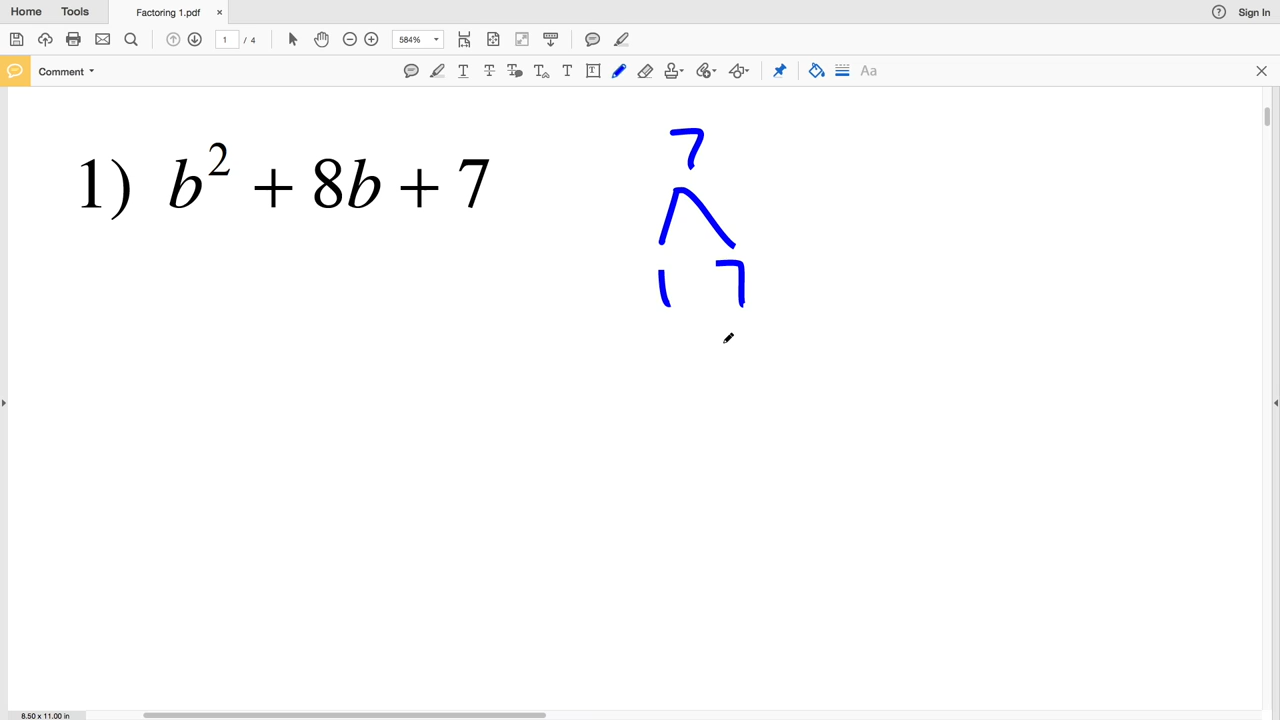 Home Tools Factoring 1.pdf × ? Sign In
1 / 4 584%
Comment T T T T T T Aa
1) b² + 8b + 7
7
1 7
8.50 x 11.00 in